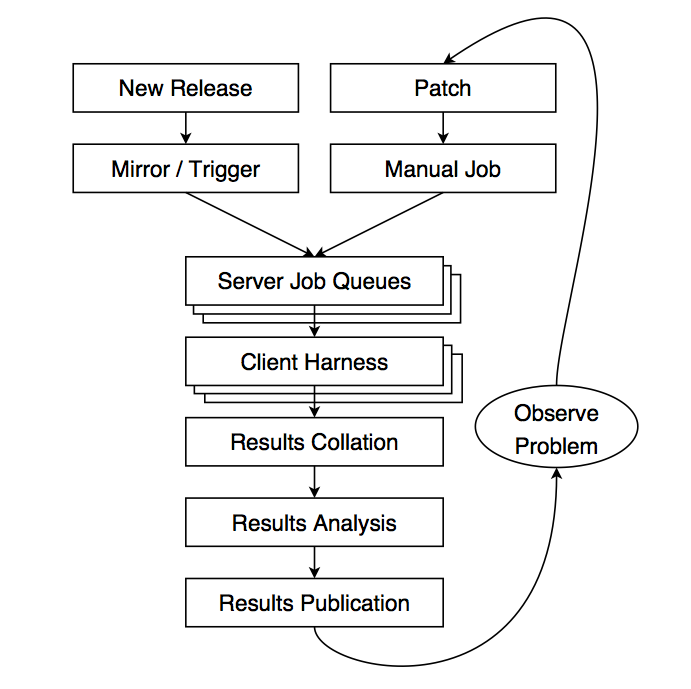 New Release
Patch
Mirror / Trigger
Manual Job
Server Job Queues
Client Harness
Observe
Problem
Results Collation
Results Analysis
Results Publication